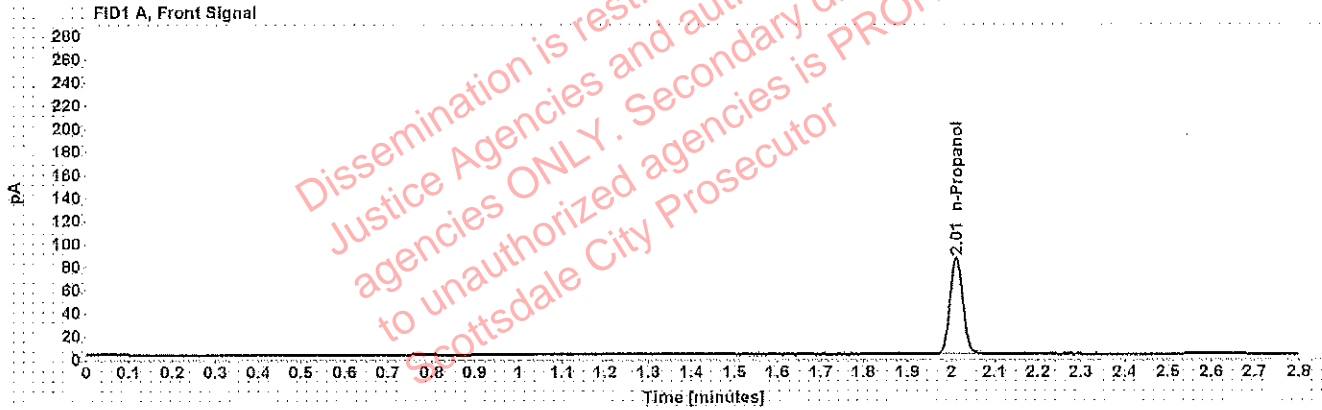 FID1 A, Front Signal
280
260
240
220
200
180
160
140
120
100
80
60
40
20
0
pA
2.01 n-Propanol
0 0.1 0.2 0.3 0.4 0.5 0.6 0.7 0.8 0.9 1 1.1 1.2 1.3 1.4 1.5 1.6 1.7 1.8 1.9 2 2.1 2.2 2.3 2.4 2.5 2.6 2.7 2.8
Time [minutes]
Dissemination is
Justice Agencies and
agencies ONLY. Secondary
to unauthorized agencies is
Scottsdale City Prosecutor